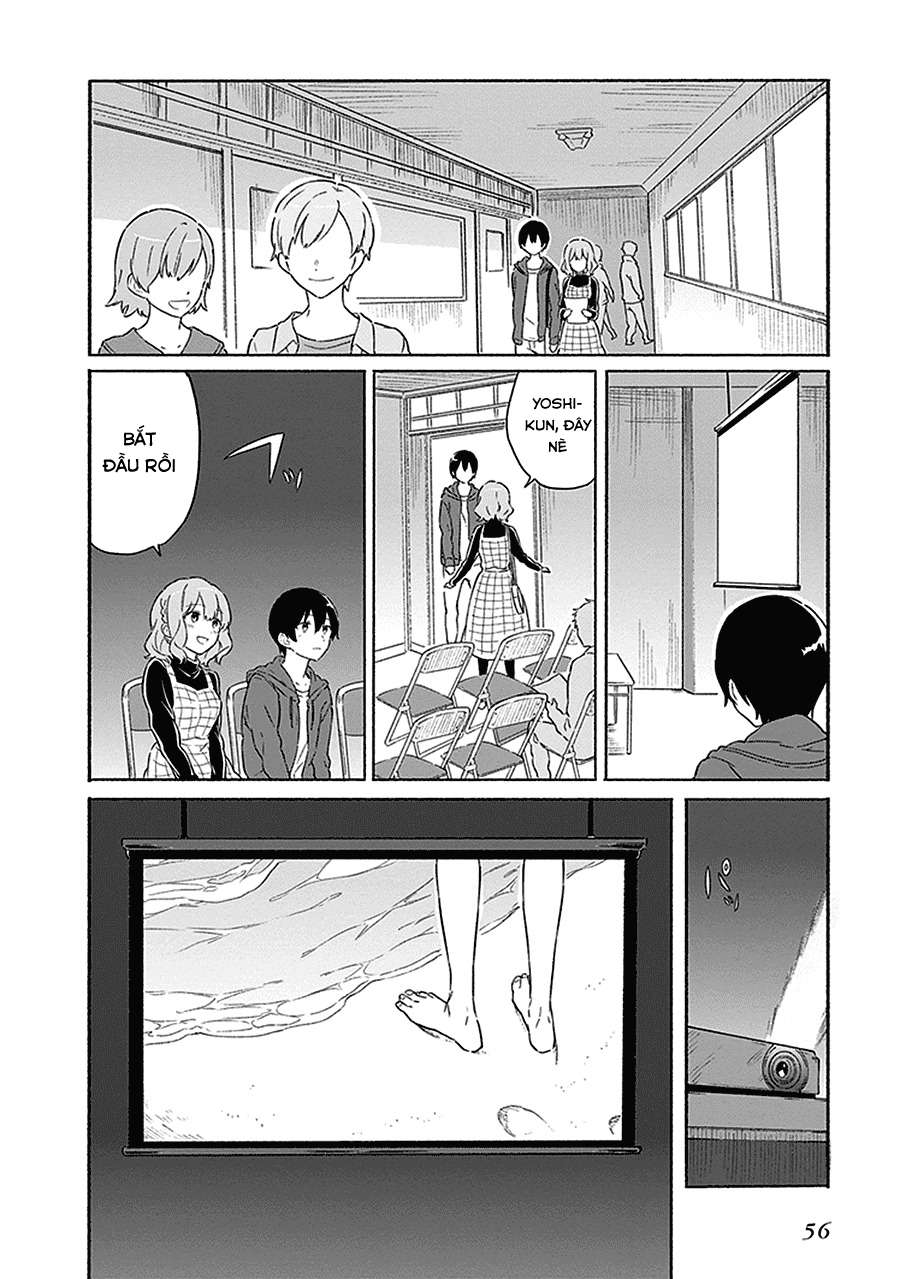 YOSHI-
KUN, ĐÂY
NÈ
BẮT
ĐẦU RỒI
56